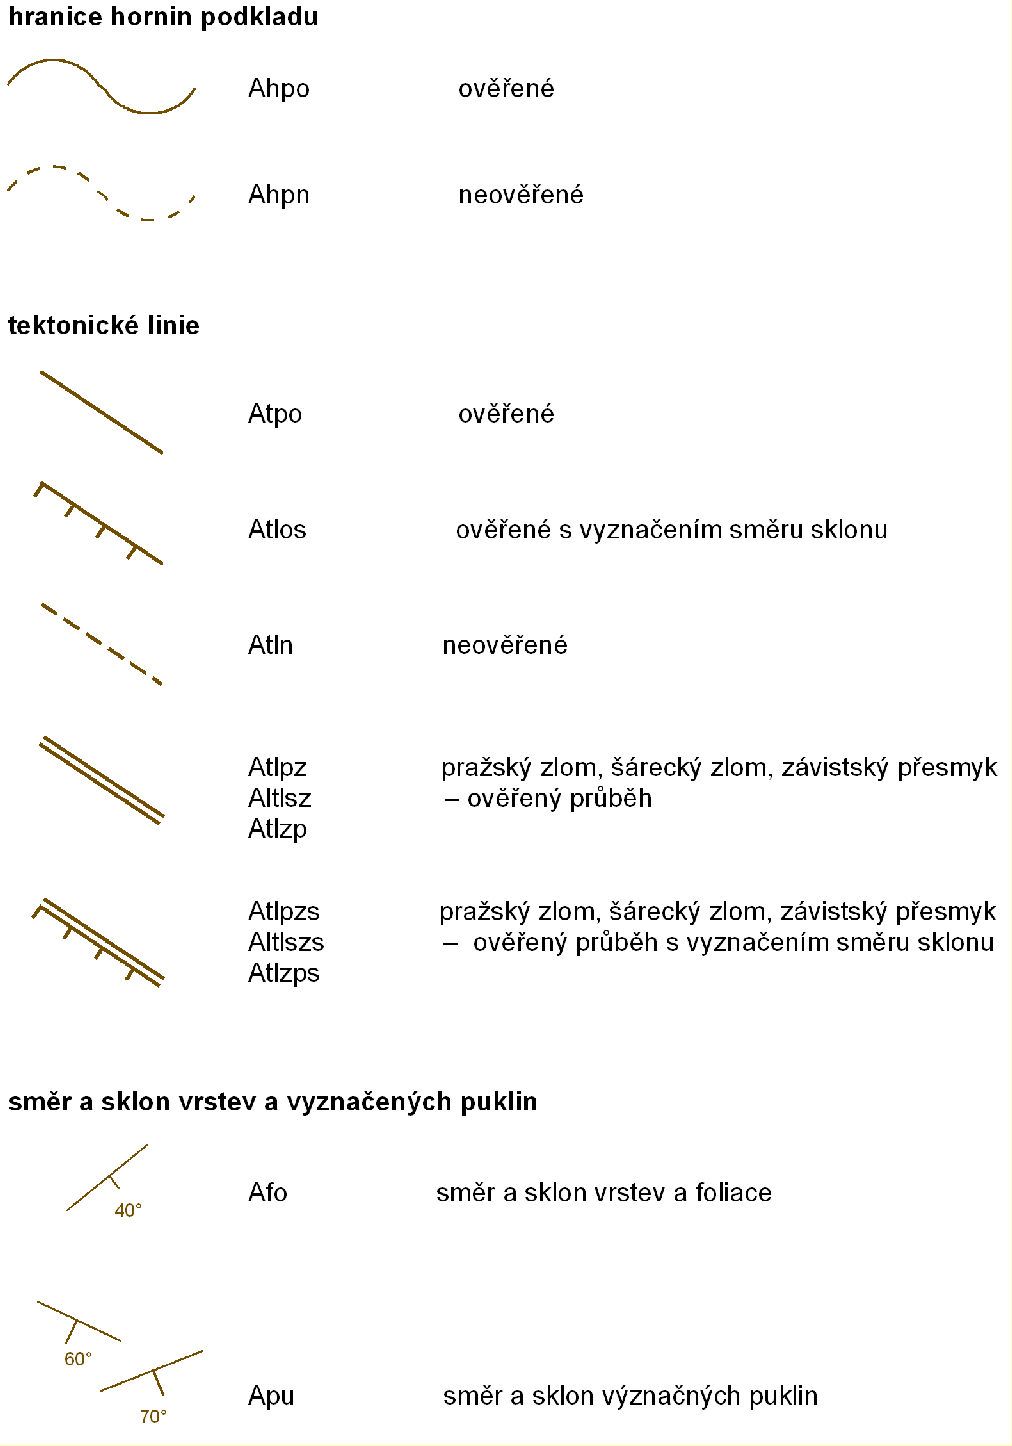 hranice hornin podkladu
Ahpo ověřené
Ahpn neověřené
tektonické linie
Atpo ověřené
Atlos ověřené s vyznačením směru sklonu
Atln neověřené
Atlpz pražský zlom, šárecký zlom, závistský přesmyk
Altlsz – ověřený průběh
Atlzp
Atlpzs pražský zlom, šárecký zlom, závistský přesmyk
Altlszs – ověřený průběh s vyznačením směru sklonu
Atlzps
směr a sklon vrstev a vyznačených puklin
Afo směr a sklon vrstev a foliace
40°
60°
Apu směr a sklon význačných puklin
70°